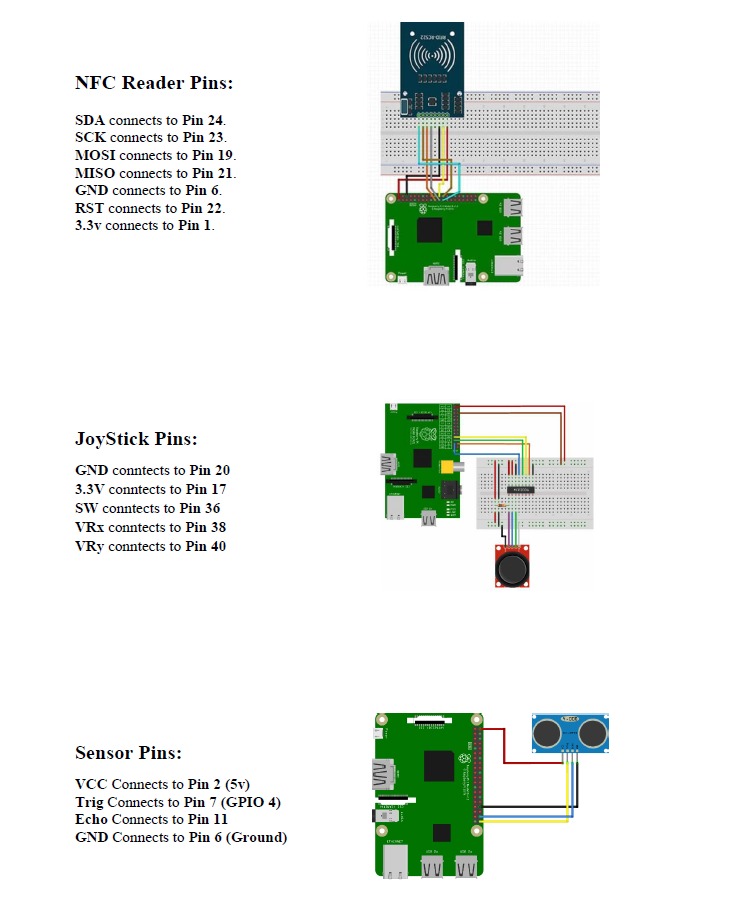 NFC Reader Pins:
SDA connects to Pin 24.
SCK connects to Pin 23.
MOSI connects to Pin 19.
MISO connects to Pin 21.
GND connects to Pin 6.
RST connects to Pin 22.
3.3v connects to Pin 1.
RFID-RC522
JoyStick Pins:
GND conntects to Pin 20
3.3V conntects to Pin 17
SW conntects to Pin 36
VRx conntects to Pin 38
VRy conntects to Pin 40
Sensor Pins:
VCC Connects to Pin 2 (5v)
Trig Connects to Pin 7 (GPIO 4)
Echo Connects to Pin 11
GND Connects to Pin 6 (Ground)